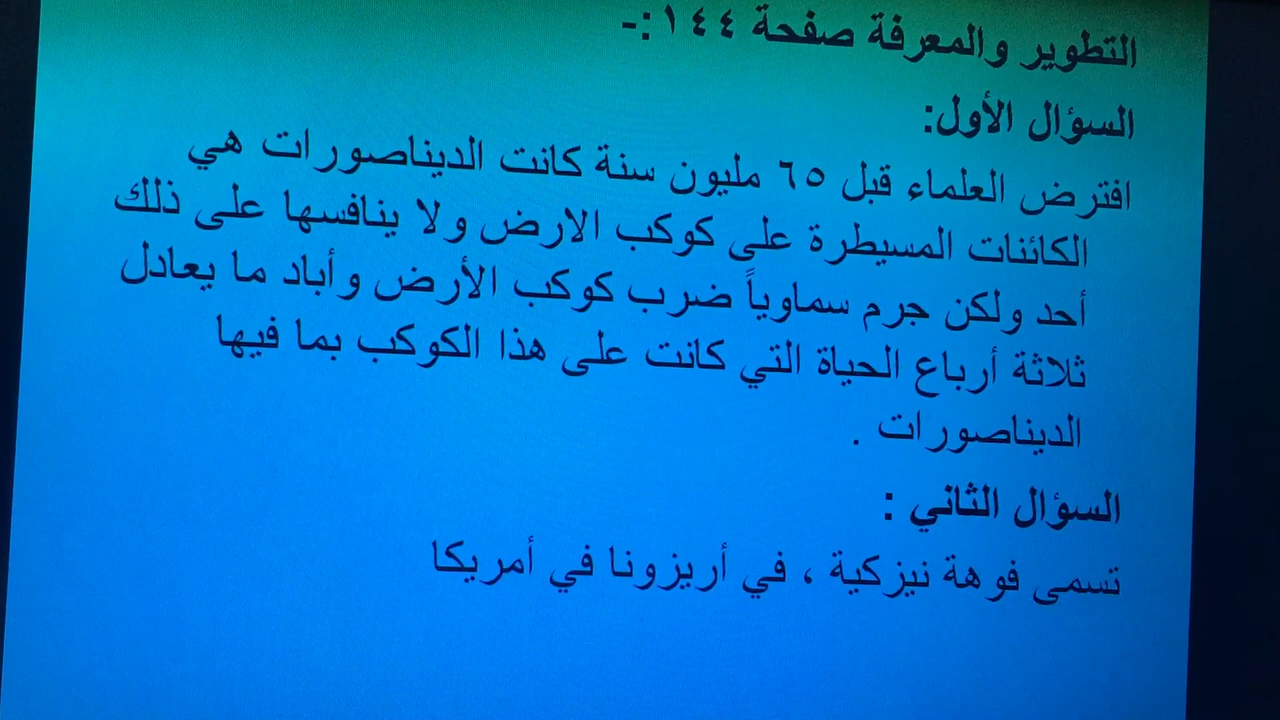 التطوير والمعرفة صفحة ١٤٤:-
السؤال الأول:
افترض العلماء قبل ٦٥ مليون سنة كانت الديناصورات هي
الكائنات المسيطرة على كوكب الارض ولا ينافسها على ذلك
أحد ولكن جرم سماوياً ضرب كوكب الأرض وأباد ما يعادل
ثلاثة أرباع الحياة التي كانت على هذا الكوكب بما فيها
الديناصورات .
السؤال الثاني :
تسمى فوهة نيزكية ، في أريزونا في أمريكا